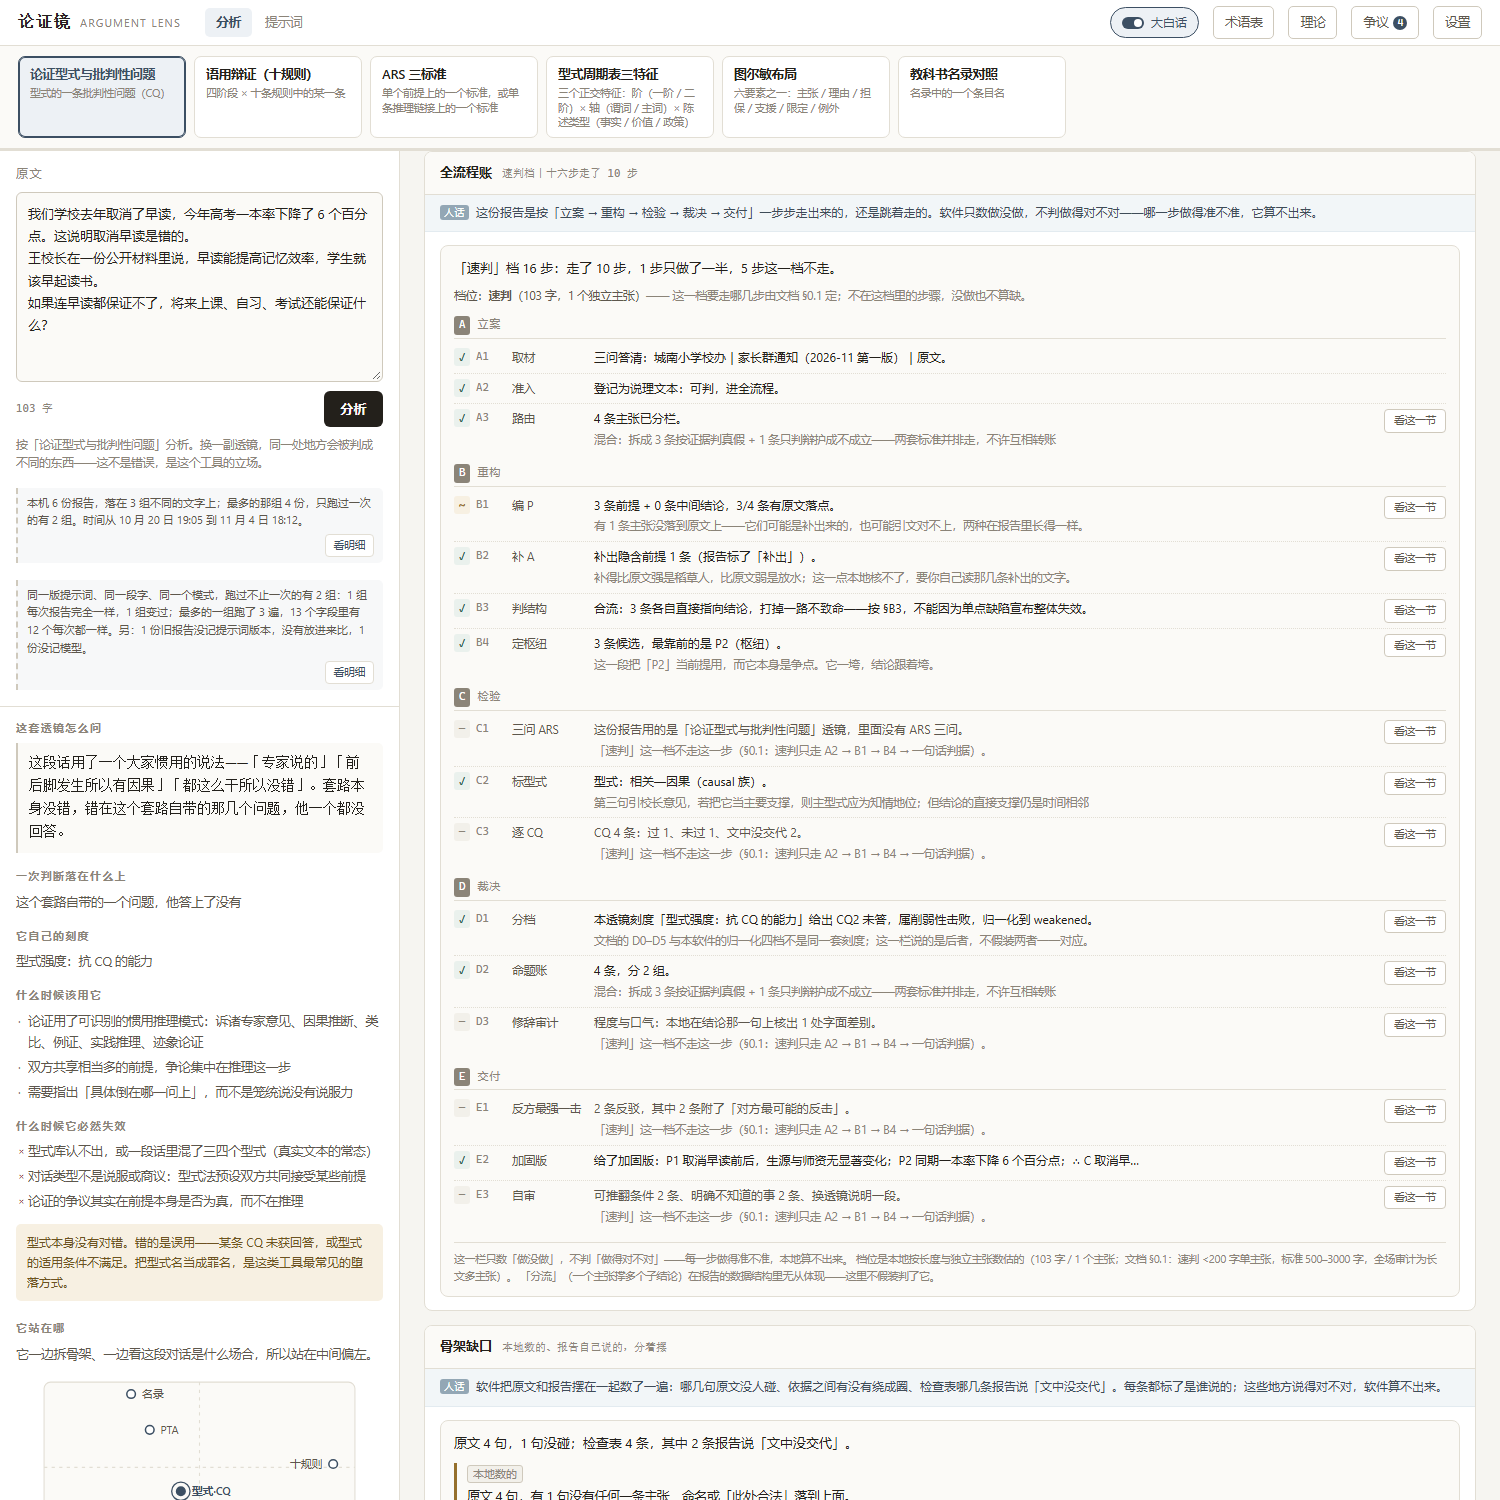 论证镜 ARGUMENT LENS 分析 提示词 大白话 术语表 理论 争议 4 设置
论证型式与批判性问题
型式的一条批判性问题（CQ）
语用辩证（十规则）
四阶段 × 十条规则中的某一条
ARS 三标准
单个前提上的一个标准，或单
条推理链接上的一个标准
型式周期表三特征
三个正交特征：阶（一阶 / 二
阶）× 轴（谓词 / 主词）× 陈
述类型（事实 / 价值 / 政策）
图尔敏布局
六要素之一：主张 / 理由 / 担
保 / 支援 / 限定 / 例外
教科书名录对照
名录中的一个条目名
原文
我们学校去年取消了早读，今年高考一本率下降了 6 个百分
点。这说明取消早读是错的。
王校长在一份公开材料里说，早读能提高记忆效率，学生就
该早起读书。
如果连早读都保证不了，将来上课、自习、考试还能保证什
么？
103 字
分析
按「论证型式与批判性问题」分析。换一副透镜，同一处地方会被判成
不同的东西——这不是错误，是这个工具的立场。
本机 6 份报告，落在 3 组不同的文字上；最多的那组 4 份，只跑过一次
的有 2 组。时间从 10 月 20 日 19:05 到 11 月 4 日 18:12。
看明细
同一版提示词、同一段字、同一个模式，跑过不止一次的有 2 组：1 组
每次报告完全一样，1 组变过；最多的一组跑了 3 遍，13 个字段里有
12 个每次都一样。另：1 份旧报告没记提示词版本，没有放进来比，1
份没记模型。
看明细
这套透镜怎么问
这段话用了一个大家惯用的说法——「专家说的」「前
后脚发生所以有因果」「都这么干所以没错」。套路本
身没错，错在这个套路自带的那几个问题，他一个都没
回答。
一次判断落在什么上
这个套路自带的一个问题，他答上了没有
它自己的刻度
型式强度：抗 CQ 的能力
什么时候该用它
· 论证用了可识别的惯用推理模式：诉诸专家意见、因果推断、类
比、例证、实践推理、迹象论证
· 双方共享相当多的前提，争论集中在推理这一步
· 需要指出「具体倒在哪一问上」，而不是笼统说没有说服力
什么时候它必然失效
× 型式库认不出，或一段话里混了三四个型式（真实文本的常态）
× 对话类型不是说服或商议：型式法预设双方共同接受某些前提
× 论证的争议其实在前提本身是否为真，而不在推理
型式本身没有对错。错的是误用——某条 CQ 未获回答，或型式
的适用条件不满足。把型式名当成罪名，是这类工具最常见的堕
落方式。
它站在哪
它一边拆骨架、一边看这段对话是什么场合，所以站在中间偏左。
名录
PTA
十规则
型式·CQ
全流程账 速判档 | 十六步走了 10 步
人话 这份报告是按「立案 → 重构 → 检验 → 裁决 → 交付」一步步走出来的，还是跳着走的。软件只数做没做，不判做得对不对——哪一步做得准不准，它算不出来。
「速判」档 16 步：走了 10 步，1 步只做了一半，5 步这一档不走。
档位：速判（103 字，1 个独立主张）—— 这一档要走哪几步由文档 §0.1 定；不在这档里的步骤，没做也不算缺。
A 立案
✓ A1 取材 三问答清：城南小学校办 | 家长群通知（2026-11 第一版） | 原文。
✓ A2 准入 登记为说理文本：可判，进全流程。
✓ A3 路由 4 条主张已分栏。 看这一节
混合：拆成 3 条按证据判真假 + 1 条只判辩护成不成立——两套标准并排走，不许互相转账
B 重构
~ B1 编 P 3 条前提 + 0 条中间结论，3/4 条有原文落点。 看这一节
有 1 条主张没落到原文上——它们可能是补出来的，也可能引文对不上，两种在报告里长得一样。
✓ B2 补 A 补出隐含前提 1 条（报告标了「补出」）。 看这一节
补得比原文强是稻草人，比原文弱是放水；这一点本地核不了，要你自己读那几条补出的文字。
✓ B3 判结构 合流：3 条各自直接指向结论，打掉一路不致命——按 §B3，不能因为单点缺陷宣布整体失效。 看这一节
✓ B4 定枢纽 3 条候选，最靠前的是 P2（枢纽）。 看这一节
这一段把「P2」当前提用，而它本身是争点。它一垮，结论跟着垮。
C 检验
– C1 三问 ARS 这份报告用的是「论证型式与批判性问题」透镜，里面没有 ARS 三问。 看这一节
「速判」这一档不走这一步（§0.1：速判只走 A2 → B1 → B4 → 一句话判据）。
✓ C2 标型式 型式：相关—因果（causal 族）。 看这一节
第三句引校长意见，若把它当主要支撑，则主型式应为知情地位；但结论的直接支撑仍是时间相邻
– C3 逐 CQ CQ 4 条：过 1、未过 1、文中没交代 2。 看这一节
「速判」这一档不走这一步（§0.1：速判只走 A2 → B1 → B4 → 一句话判据）。
D 裁决
✓ D1 分档 本透镜刻度「型式强度：抗 CQ 的能力」给出 CQ2 未答，属削弱性击败，归一化到 weakened。 看这一节
文档的 D0–D5 与本软件的归一化四档不是同一套刻度；这一栏说的是后者，不假装两者一一对应。
✓ D2 命题账 4 条，分 2 组。 看这一节
混合：拆成 3 条按证据判真假 + 1 条只判辩护成不成立——两套标准并排走，不许互相转账
– D3 修辞审计 程度与口气：本地在结论那一句上核出 1 处字面差别。 看这一节
「速判」这一档不走这一步（§0.1：速判只走 A2 → B1 → B4 → 一句话判据）。
E 交付
– E1 反方最强一击 2 条反驳，其中 2 条附了「对方最可能的反击」。 看这一节
「速判」这一档不走这一步（§0.1：速判只走 A2 → B1 → B4 → 一句话判据）。
✓ E2 加固版 给了加固版：P1 取消早读前后，生源与师资无显著变化；P2 同期一本率下降 6 个百分点；∴ C 取消早… 看这一节
– E3 自审 可推翻条件 2 条、明确不知道的事 2 条、换透镜说明一段。 看这一节
「速判」这一档不走这一步（§0.1：速判只走 A2 → B1 → B4 → 一句话判据）。
这一栏只数「做没做」，不判「做得对不对」——每一步做得准不准，本地算不出来。 档位是本地按长度与独立主张数估的（103 字 / 1 个主张；文档 §0.1：速判 <200 字单主张，标准 500–3000 字，全场审计为长
文多主张）。「分流」（一个主张撑多个子结论）在报告的数据结构里无从体现——这里不假装判了它。
骨架缺口 本地数的、报告自己说的，分着摆
人话 软件把原文和报告摆在一起数了一遍：哪几句原文没人碰、依据之间有没有绕成圈、检查表哪几条报告说「文中没交代」。每条都标了是谁说的；这些地方说得对不对，软件算不出来。
原文 4 句，1 句没碰；检查表 4 条，其中 2 条报告说「文中没交代」。
本地数的
原文 4 句，有 1 句没有任何一条主张、命名或「此处合法」落到上面。